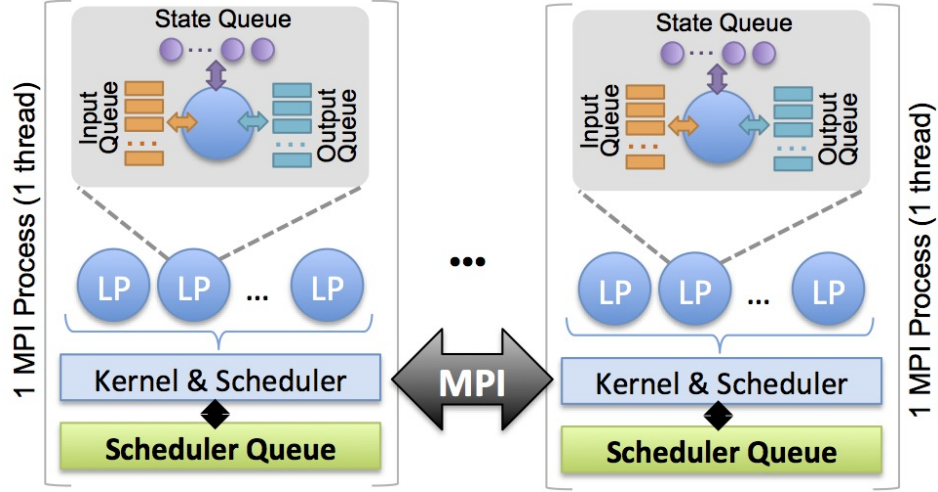 1 MPI Process (1 thread)
State Queue
...
Input
Queue
...
Output
Queue
...
LP
LP
...
LP
Kernel & Scheduler
Scheduler Queue
...
MPI
State Queue
...
Input
Queue
...
Output
Queue
...
LP
LP
...
LP
Kernel & Scheduler
Scheduler Queue
1 MPI Process (1 thread)